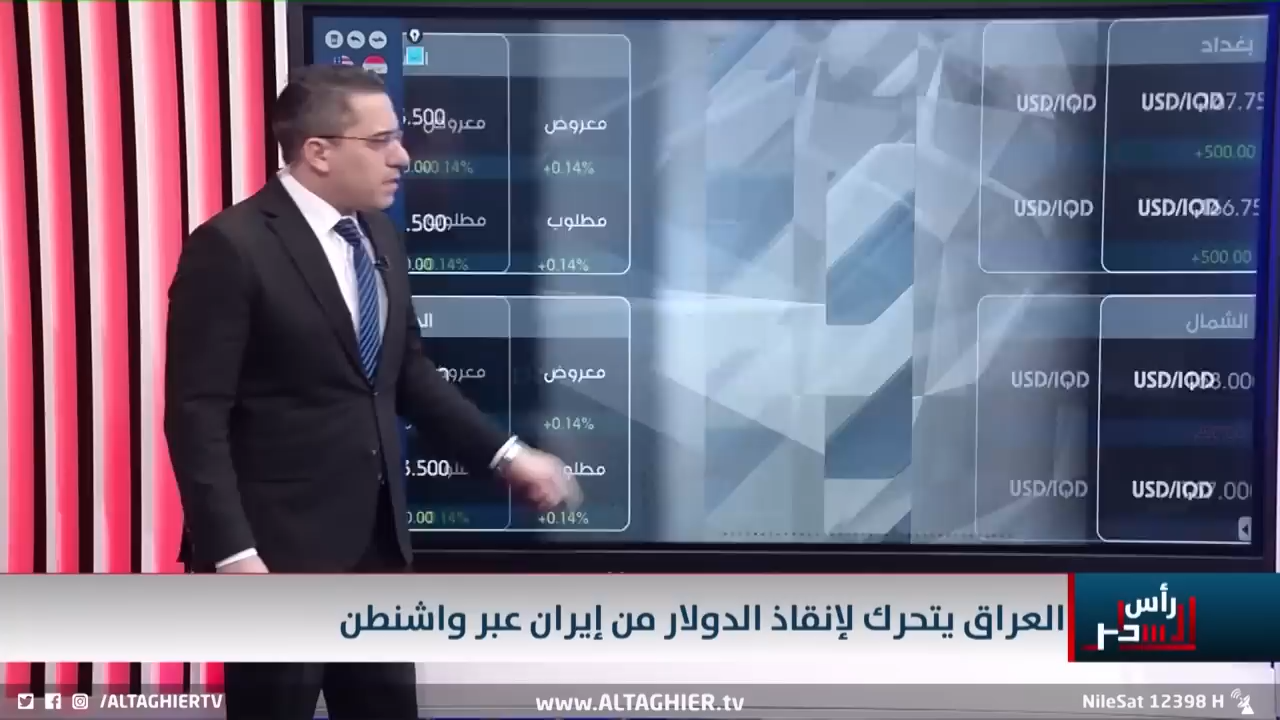 بغداد
USD/IQD USD/IQD
+500.00
USD/IQD USD/IQD
+500.00
معروض معروض
+0.14%
مطلوب مطلوب
+0.14%
الشمال
USD/IQD USD/IQD
USD/IQD USD/IQD
معروض
+0.14%
+0.14%
العراق يتحرك لإنقاذ الدولار من إيران عبر واشنطن
رأس
السطر
/ALTAGHIERTV
www.ALTAGHIER.tv
NileSat 12398 H